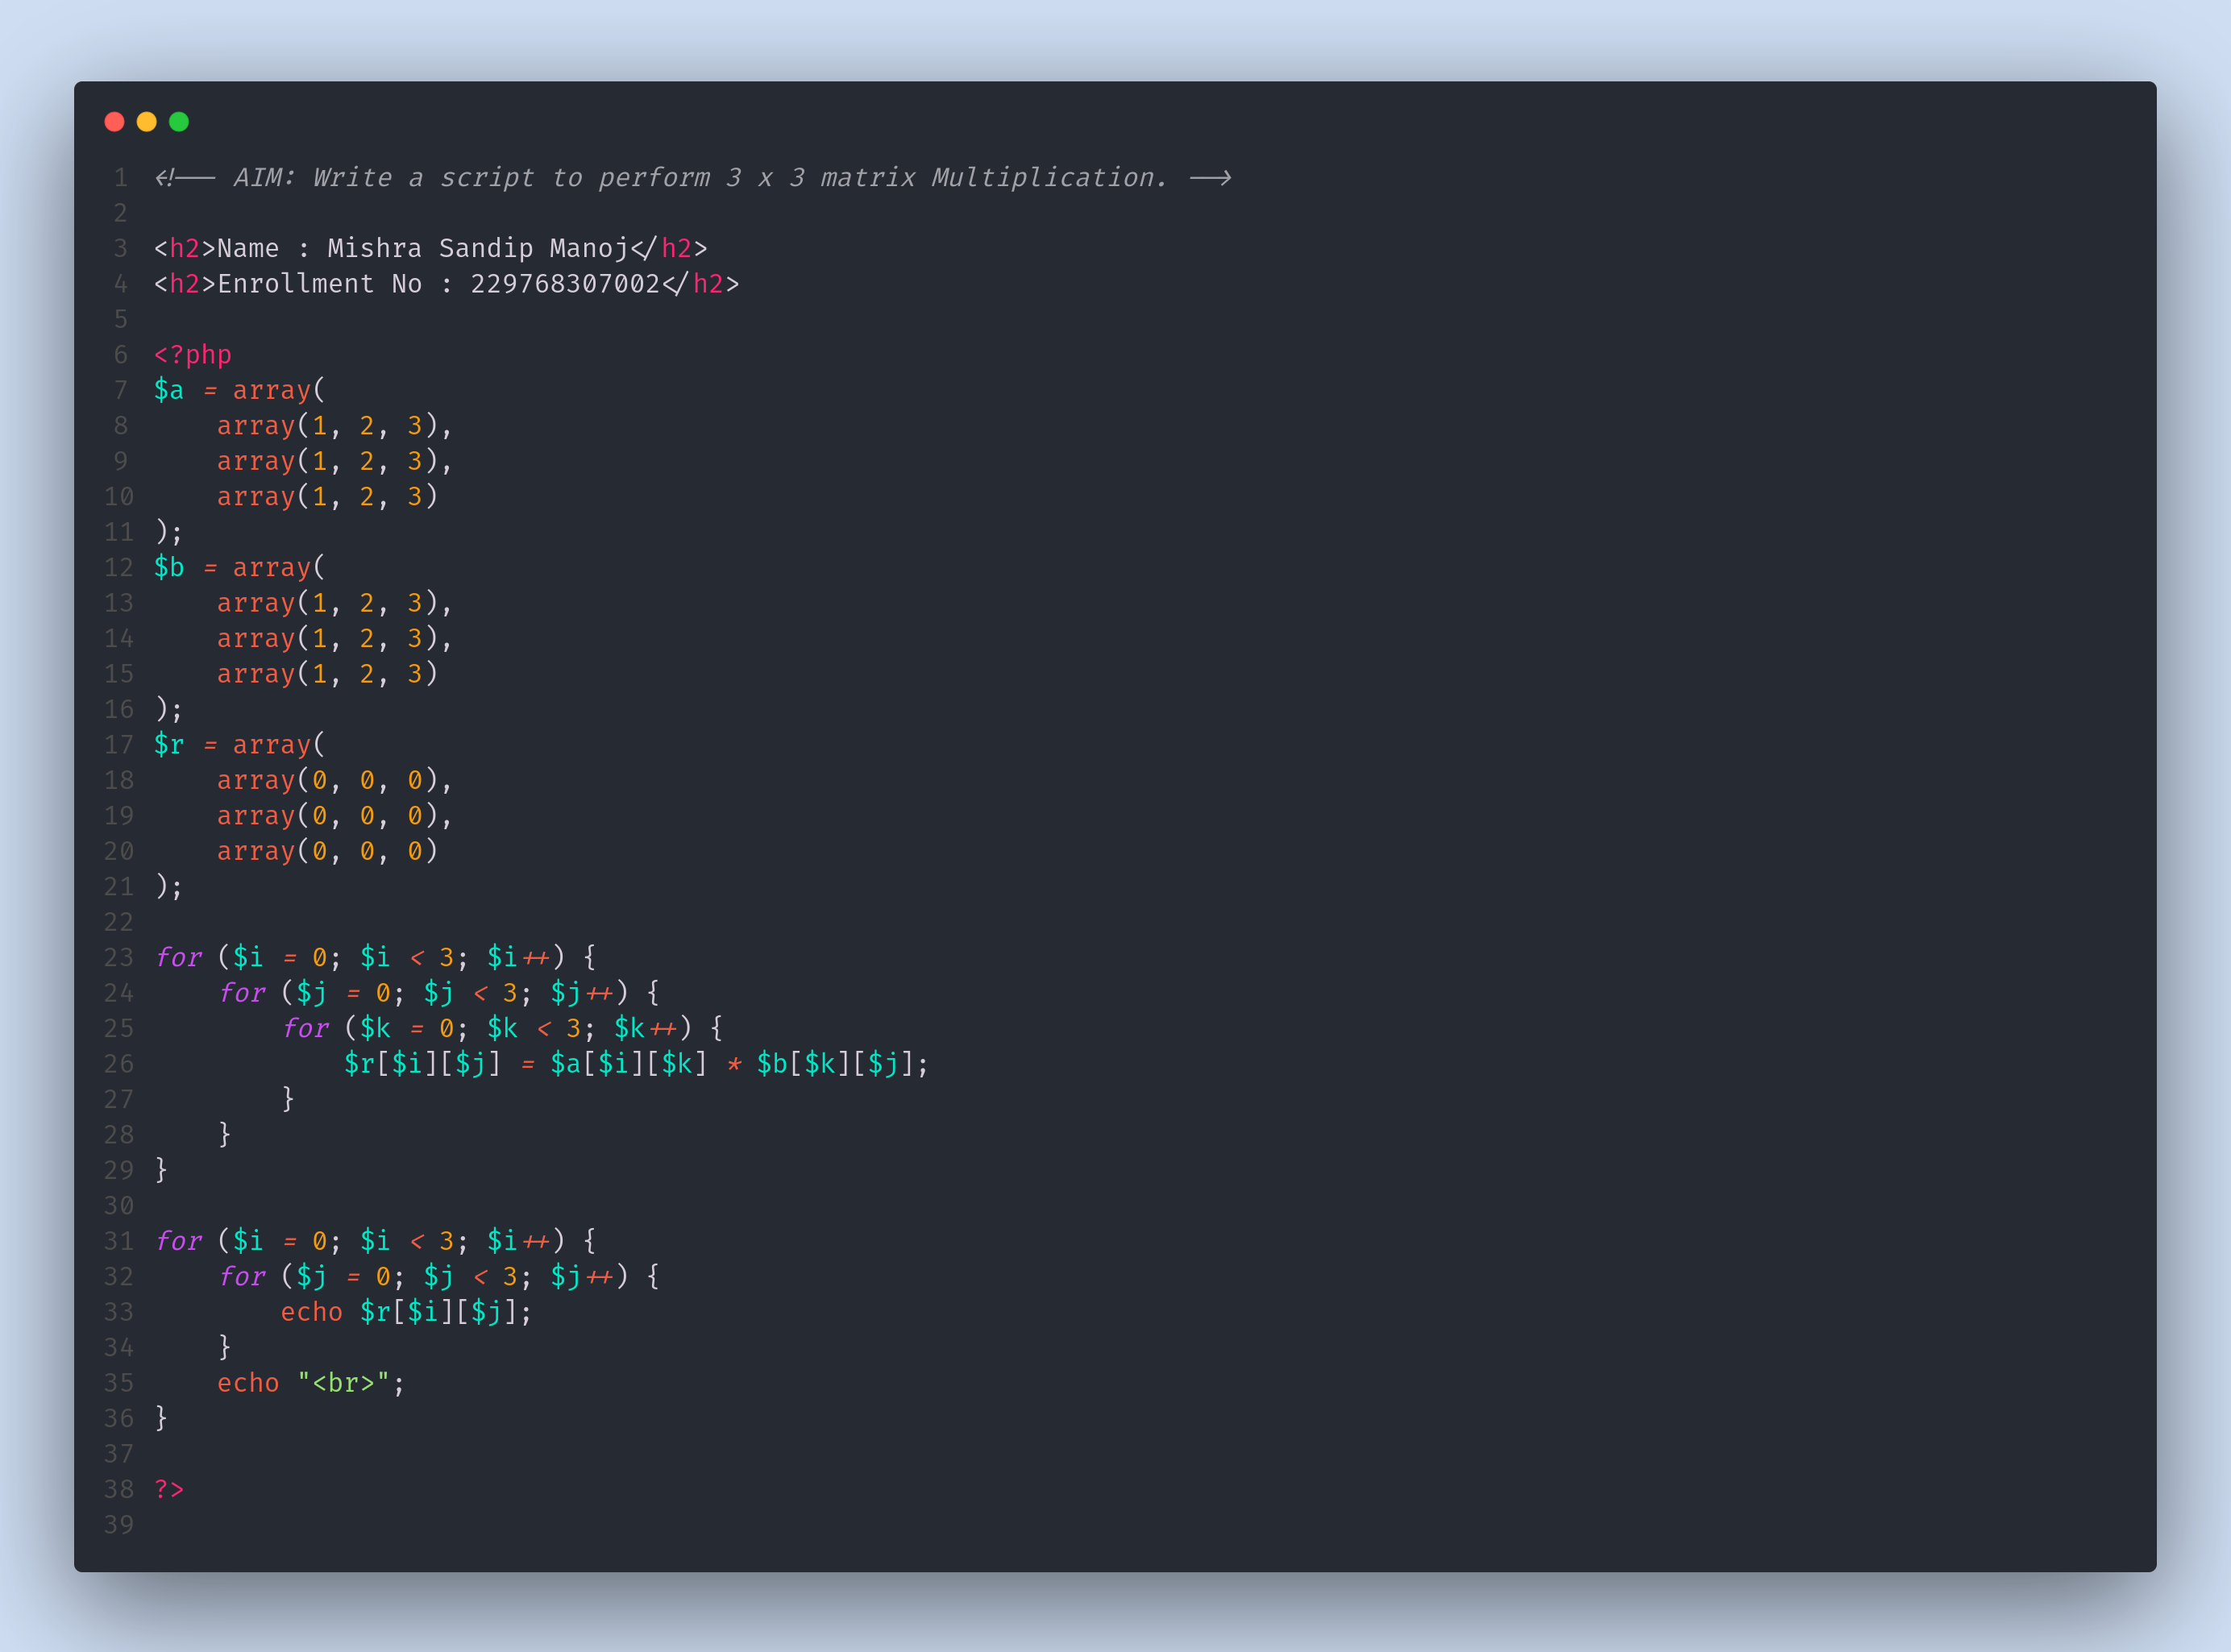 1 <!-- AIM: Write a script to perform 3 x 3 matrix Multiplication. -->
2
3 <h2>Name : Mishra Sandip Manoj</h2>
4 <h2>Enrollment No : 229768307002</h2>
5
6 <?php
7 $a = array(
8     array(1, 2, 3),
9     array(1, 2, 3),
10     array(1, 2, 3)
11 );
12 $b = array(
13     array(1, 2, 3),
14     array(1, 2, 3),
15     array(1, 2, 3)
16 );
17 $r = array(
18     array(0, 0, 0),
19     array(0, 0, 0),
20     array(0, 0, 0)
21 );
22
23 for ($i = 0; $i < 3; $i++) {
24     for ($j = 0; $j < 3; $j++) {
25         for ($k = 0; $k < 3; $k++) {
26             $r[$i][$j] = $a[$i][$k] * $b[$k][$j];
27         }
28     }
29 }
30
31 for ($i = 0; $i < 3; $i++) {
32     for ($j = 0; $j < 3; $j++) {
33         echo $r[$i][$j];
34     }
35     echo "<br>";
36 }
37
38 ?>
39